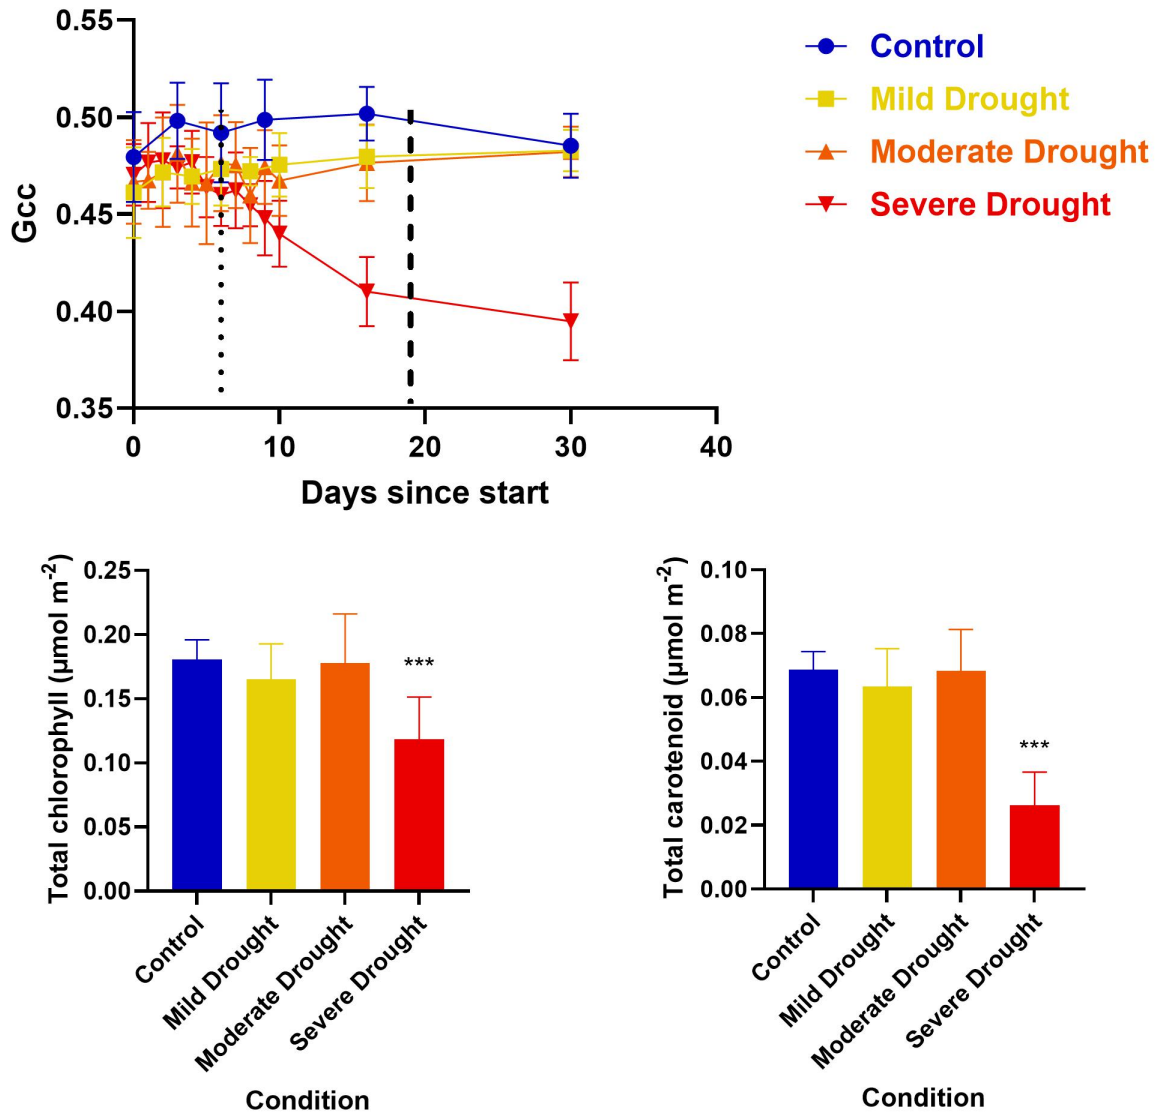 0.55
0.50
0.45
0.40
0.35
Gcc
0
10
20
30
40
Days since start
Control
Mild Drought
Moderate Drought
Severe Drought
Total chlorophyll (µmol m-2)
0.25
0.20
0.15
0.10
0.05
0.00
***
Control
Mild Drought
Moderate Drought
Severe Drought
Condition
Total carotenoid (µmol m-2)
0.10
0.08
0.06
0.04
0.02
0.00
***
Control
Mild Drought
Moderate Drought
Severe Drought
Condition